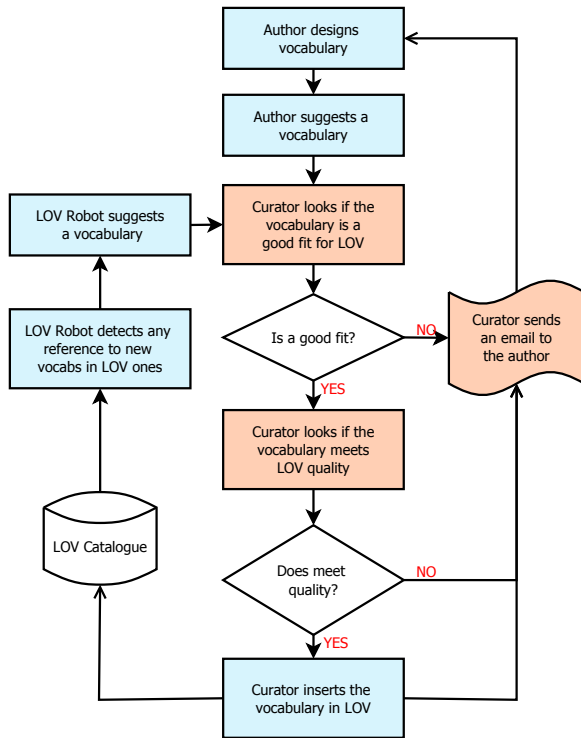 Author designs
vocabulary
Author suggests a
vocabulary
LOV Robot suggests
a vocabulary
Curator looks if the
vocabulary is a
good fit for LOV
LOV Robot detects any
reference to new
vocabs in LOV ones
Is a good fit?
NO
Curator sends
an email to
the author
YES
Curator looks if the
vocabulary meets
LOV quality
LOV Catalogue
Does meet
quality?
NO
YES
Curator inserts the
vocabulary in LOV